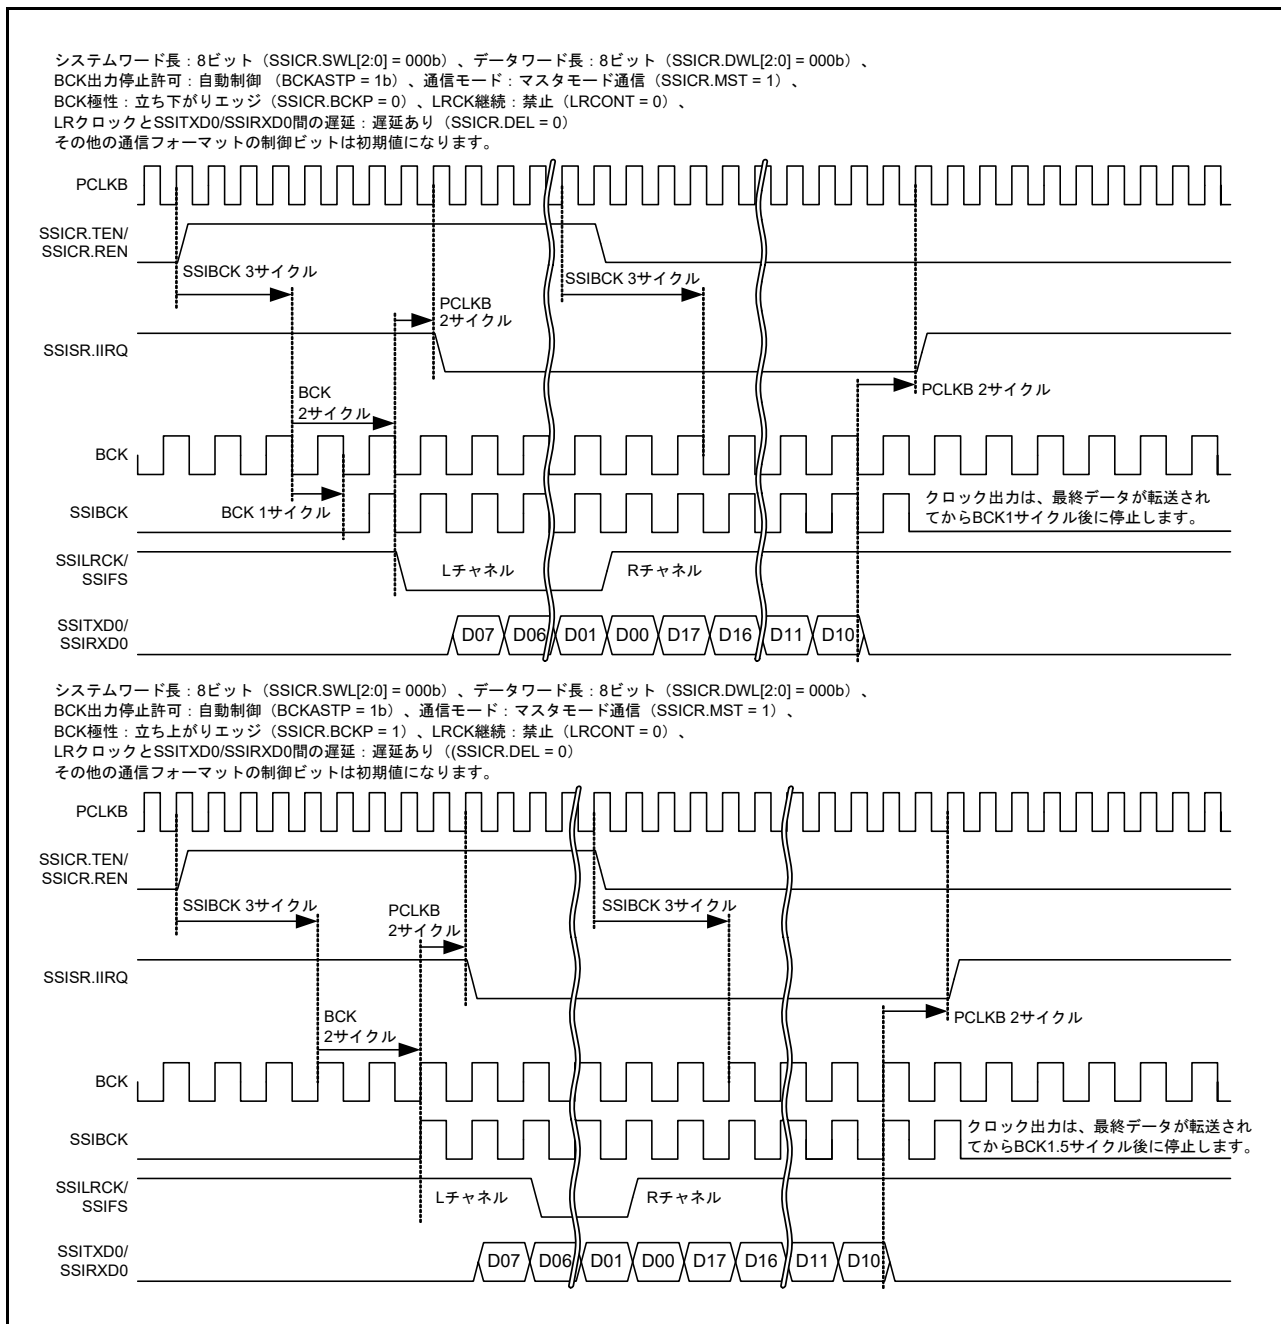 システムワード長：8ビット（SSICR.SWL[2:0] = 000b）、データワード長：8ビット（SSICR.DWL[2:0] = 000b）、
BCK出力停止許可：自動制御 （BCKASTP = 1b）、通信モード：マスタモード通信（SSICR.MST = 1）、
BCK極性：立ち下がりエッジ（SSICR.BCKP = 0）、LRCK継続：禁止（LRCONT = 0）、
LRクロックとSSITXD0/SSIRXD0間の遅延：遅延あり（SSICR.DEL = 0）
その他の通信フォーマットの制御ビットは初期値になります。
PCLKB
SSICR.TEN/
SSICR.REN
SSIBCK 3サイクル
SSIBCK 3サイクル
PCLKB
2サイクル
SSISR.IIRQ
PCLKB 2サイクル
BCK
2サイクル
BCK
BCK 1サイクル
SSIBCK
クロック出力は、最終データが転送され
てからBCK1サイクル後に停止します。
SSILRCK/
SSIFS
Lチャネル
Rチャネル
SSITXD0/
SSIRXD0
D07 D06 D01 D00 D17 D16 D11 D10
システムワード長：8ビット（SSICR.SWL[2:0] = 000b）、データワード長：8ビット（SSICR.DWL[2:0] = 000b）、
BCK出力停止許可：自動制御（BCKASTP = 1b）、通信モード：マスタモード通信（SSICR.MST = 1）、
BCK極性：立ち上がりエッジ（SSICR.BCKP = 1）、LRCK継続：禁止（LRCONT = 0）、
LRクロックとSSITXD0/SSIRXD0間の遅延：遅延あり（(SSICR.DEL = 0）
その他の通信フォーマットの制御ビットは初期値になります。
PCLKB
SSICR.TEN/
SSICR.REN
SSIBCK 3サイクル
PCLKB
2サイクル
SSIBCK 3サイクル
SSISR.IIRQ
BCK
2サイクル
PCLKB 2サイクル
BCK
SSIBCK
クロック出力は、最終データが転送され
てからBCK1.5サイクル後に停止します。
SSILRCK/
SSIFS
Lチャネル
Rチャネル
SSITXD0/
SSIRXD0
D07 D06 D01 D00 D17 D16 D11 D10